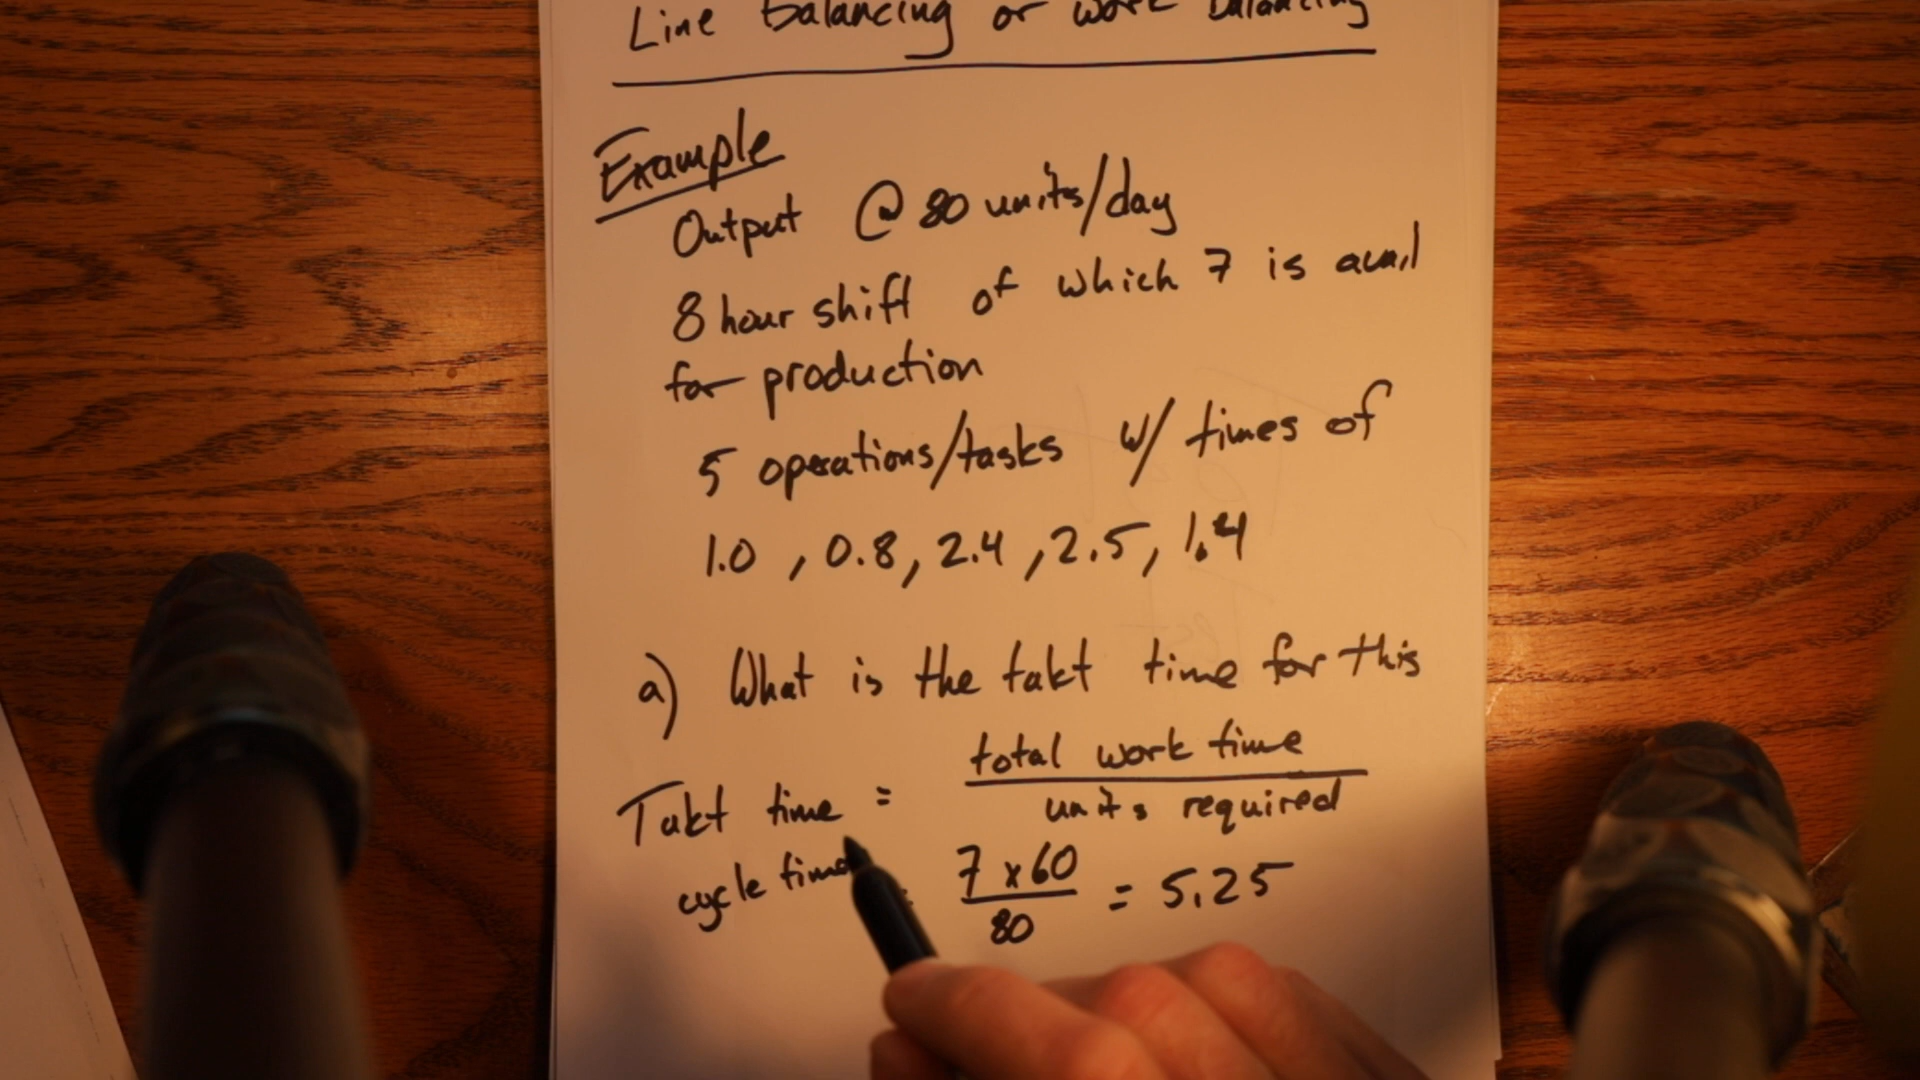 Line balancing or work balancing
Example
Output @ 80 units/day
8 hour shift of which 7 is avail
for production
5 operations/tasks w/ times of
1.0 , 0.8, 2.4 , 2.5, 1.4
a) What is the takt time for this
Takt time = total work time
units required
cycle time = 7 x 60 = 5.25
80